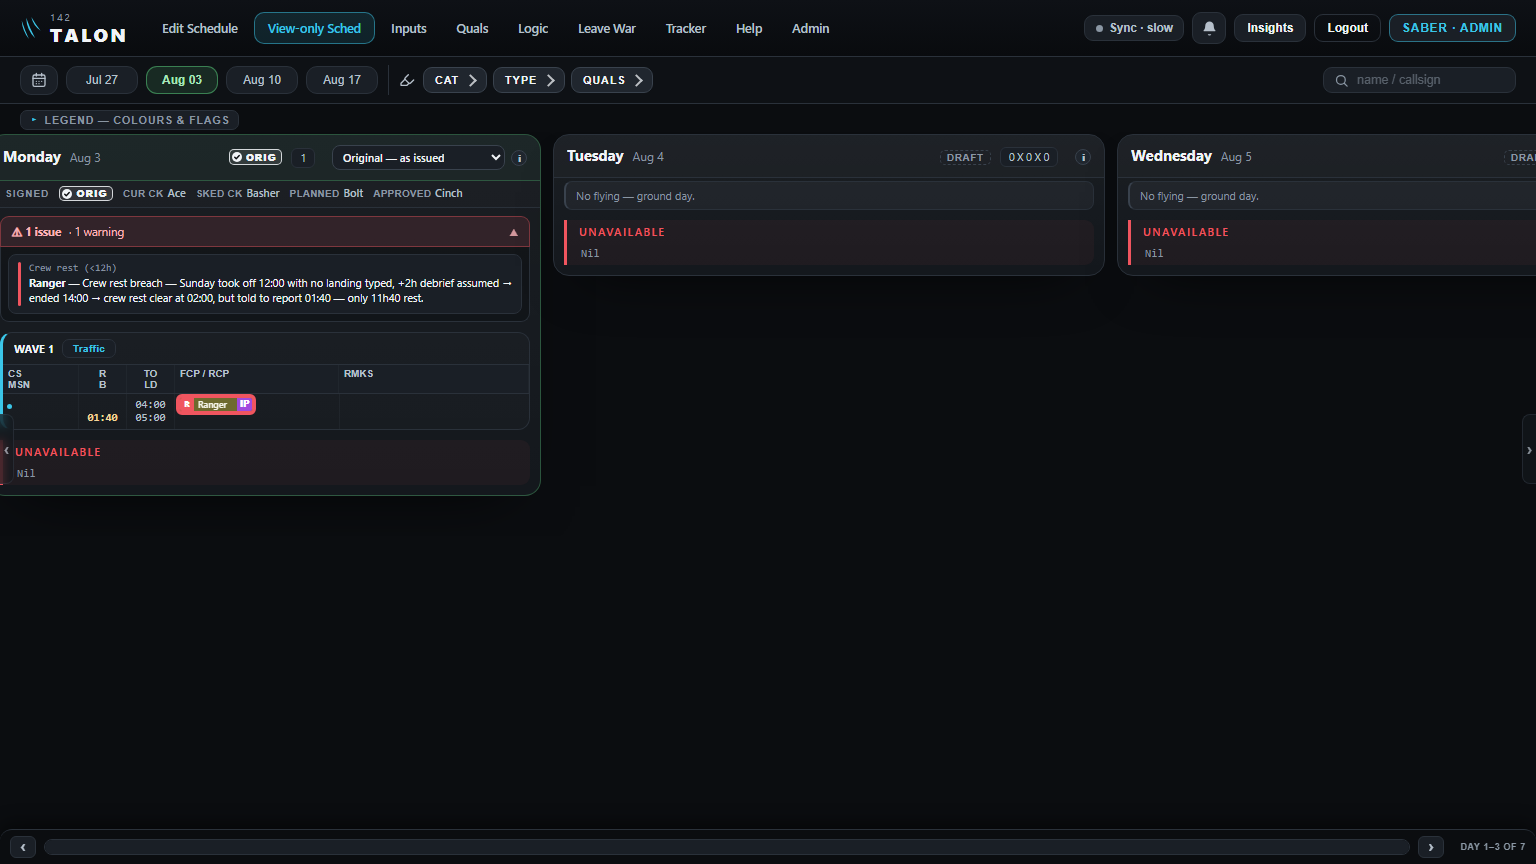 142
TALON
Edit Schedule
View-only Sched
Inputs
Quals
Logic
Leave War
Tracker
Help
Admin
Sync · slow
Insights
Logout
SABER · ADMIN
Jul 27
Aug 03
Aug 10
Aug 17
CAT
TYPE
QUALS
name / callsign
LEGEND — COLOURS & FLAGS
Monday Aug 3
ORIG
1
Original — as issued
i
SIGNED ORIG CUR CK Ace SKED CK Basher PLANNED Bolt APPROVED Cinch
1 issue · 1 warning
Crew rest (<12h)
Ranger — Crew rest breach — Sunday took off 12:00 with no landing typed, +2h debrief assumed →
ended 14:00 → crew rest clear at 02:00, but told to report 01:40 — only 11h40 rest.
WAVE 1 Traffic
CS R TO FCP / RCP RMKS
MSN B LD
04:00 R Ranger IP
01:40 05:00
UNAVAILABLE
Nil
Tuesday Aug 4
DRAFT
0X0X0
i
No flying — ground day.
UNAVAILABLE
Nil
Wednesday Aug 5
DRA
No flying — ground day.
UNAVAILABLE
Nil
DAY 1–3 OF 7